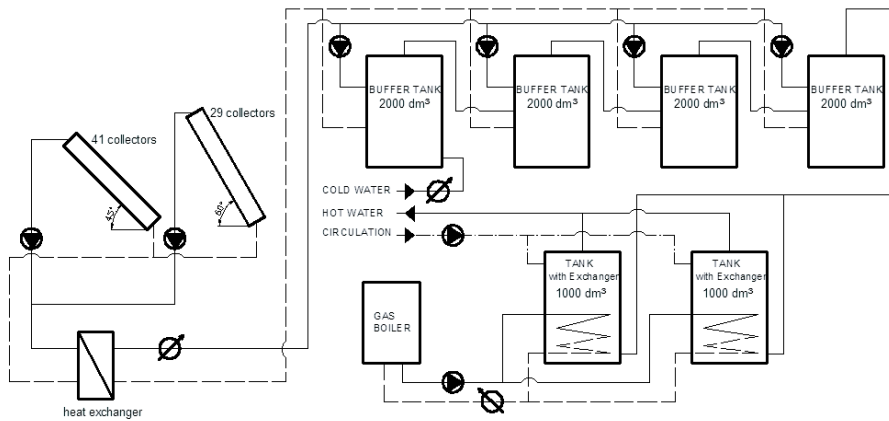 29 collectors
41 collectors
45°
60°
heat exchanger
BUFFER TANK
2000 dm³
BUFFER TANK
2000 dm³
BUFFER TANK
2000 dm³
BUFFER TANK
2000 dm³
COLD WATER
HOT WATER
CIRCULATION
GAS
BOILER
TANK
with Exchanger
1000 dm³
TANK
with Exchanger
1000 dm³